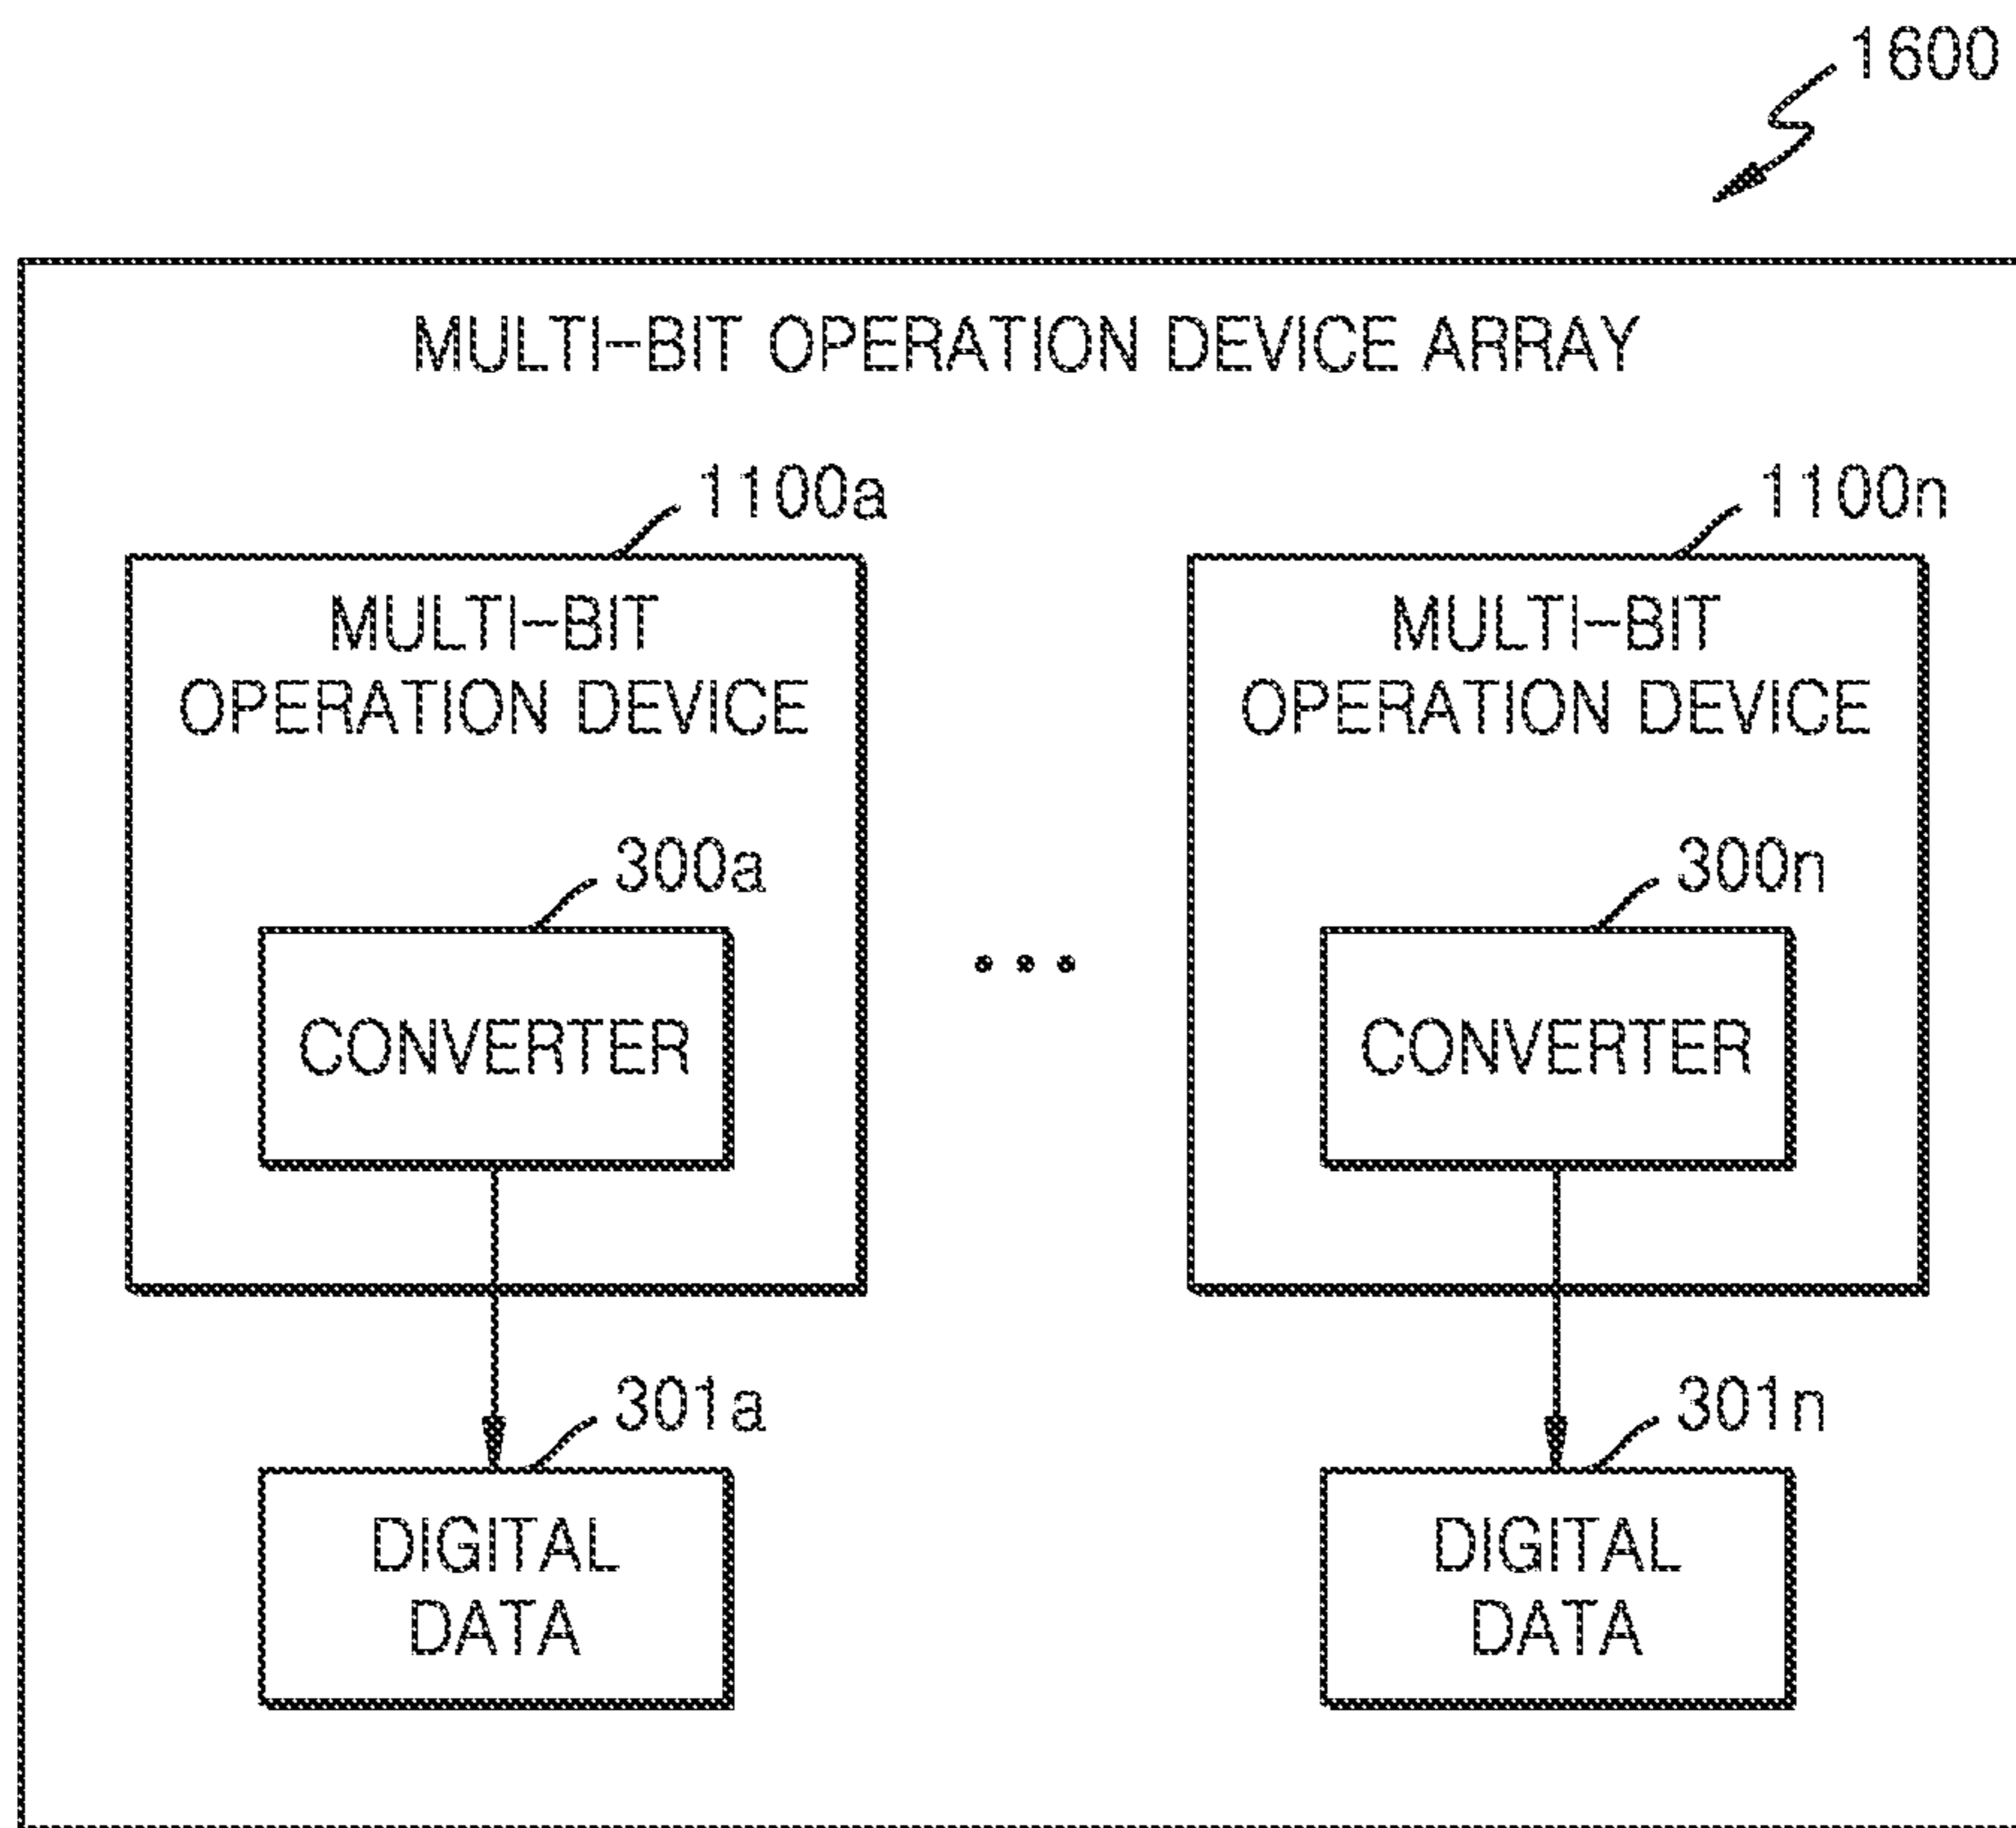 1600
MULTI-BIT OPERATION DEVICE ARRAY
1100a
MULTI-BIT
OPERATION DEVICE
300a
CONVERTER
301a
DIGITAL
DATA
...
1100n
MULTI-BIT
OPERATION DEVICE
300n
CONVERTER
301n
DIGITAL
DATA